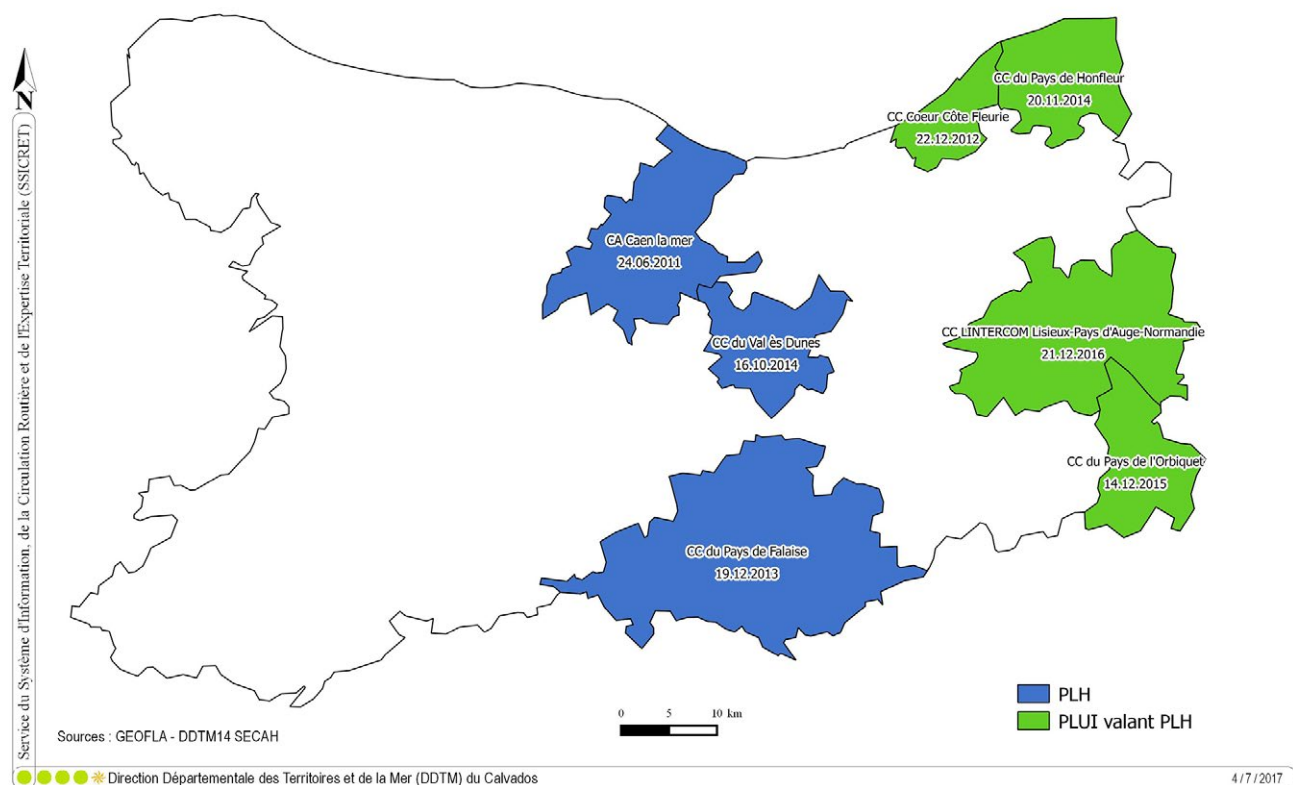 N
Service du Système d'Information, de la Circulation Routière et de l'Expertise Territoriale (SSICRET)
CC du Pays de Honfleur
20.11.2014
CC Coeur Côte Fleurie
22.12.2012
CA Caen la mer
24.06.2011
CC du Val ès Dunes
16.10.2014
CC LINTERCOM Lisieux-Pays d'Auge-Normandie
21.12.2016
CC du Pays de l'Orbiquet
14.12.2015
CC du Pays de Falaise
19.12.2013
PLH
PLUI valant PLH
0 5 10 km
Sources : GEOFLA - DDTM14 SECAH
Direction Départementale des Territoires et de la Mer (DDTM) du Calvados
4 / 7 / 2017